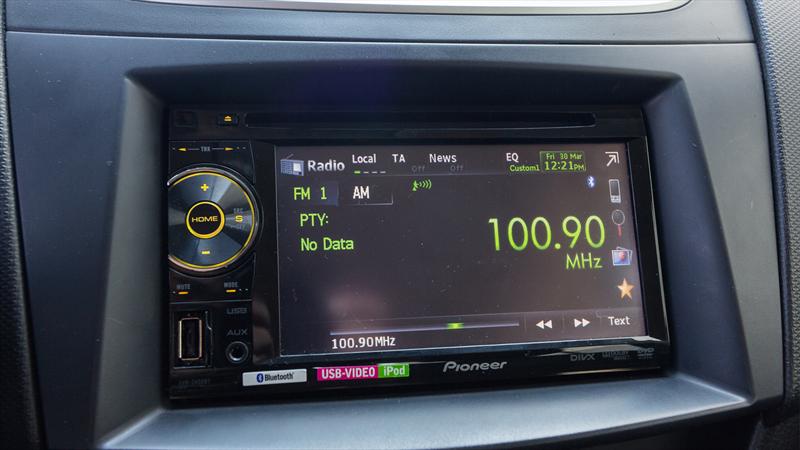 TRK
HOME
S
MUTE MODE
USB
AUX
Radio
Local TA News
Off Off
EQ
Custom1
Fri 30 Mar
12:21PM
FM 1 AM
PTY:
No Data
100.90
MHz
100.90MHz
Text
Bluetooth
USB-VIDEO iPod
Pioneer
DIVX